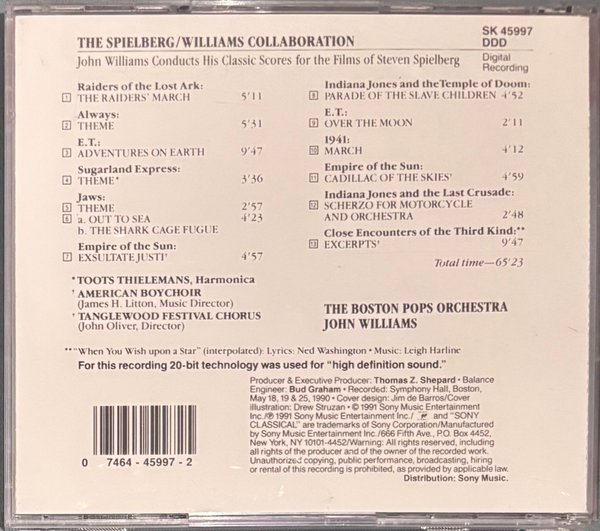 SK 45997
THE SPIELBERG/WILLIAMS COLLABORATION
DDD
John Williams Conducts His Classic Scores for the Films of Steven Spielberg
Digital
Recording
Raiders of the Lost Ark:
1 THE RAIDERS' MARCH 5'11
Always:
2 THEME 5'31
E.T.:
3 ADVENTURES ON EARTH 9'47
Sugarland Express:
4 THEME* 3'36
Jaws:
5 THEME 2'57
6 a. OUT TO SEA 4'23
b. THE SHARK CAGE FUGUE
Empire of the Sun:
7 EXSULTATE JUSTI† 4'57
Indiana Jones and the Temple of Doom:
8 PARADE OF THE SLAVE CHILDREN 4'52
E.T.:
9 OVER THE MOON 2'11
1941:
10 MARCH 4'12
Empire of the Sun:
11 CADILLAC OF THE SKIES† 4'59
Indiana Jones and the Last Crusade:
12 SCHERZO FOR MOTORCYCLE
AND ORCHESTRA 2'48
Close Encounters of the Third Kind:**
13 EXCERPTS† 9'47
Total time—65'23
*TOOTS THIELEMANS, Harmonica
† AMERICAN BOYCHOIR
(James H. Litton, Music Director)
† TANGLEWOOD FESTIVAL CHORUS
(John Oliver, Director)
THE BOSTON POPS ORCHESTRA
JOHN WILLIAMS
**"When You Wish upon a Star" (interpolated): Lyrics: Ned Washington • Music: Leigh Harline
For this recording 20-bit technology was used for "high definition sound."
Producer & Executive Producer: Thomas Z. Shepard • Balance
Engineer: Bud Graham • Recorded: Symphony Hall, Boston,
May 18, 19 & 25, 1990 • Cover design: Jim de Barros/Cover
illustration: Drew Struzan • © 1991 Sony Music Entertainment
Inc./℗ 1991 Sony Music Entertainment Inc./ and "SONY
CLASSICAL" are trademarks of Sony Corporation/Manufactured
by Sony Music Entertainment Inc./666 Fifth Ave., P.O. Box 4452,
New York, NY 10101-4452/Warning: All rights reserved, including
all rights of the producer and of the owner of the recorded work.
Unauthorized copying, public performance, broadcasting, hiring
or rental of this recording is prohibited, as provided by applicable law.
Distribution: Sony Music.
0 7464-45997-2